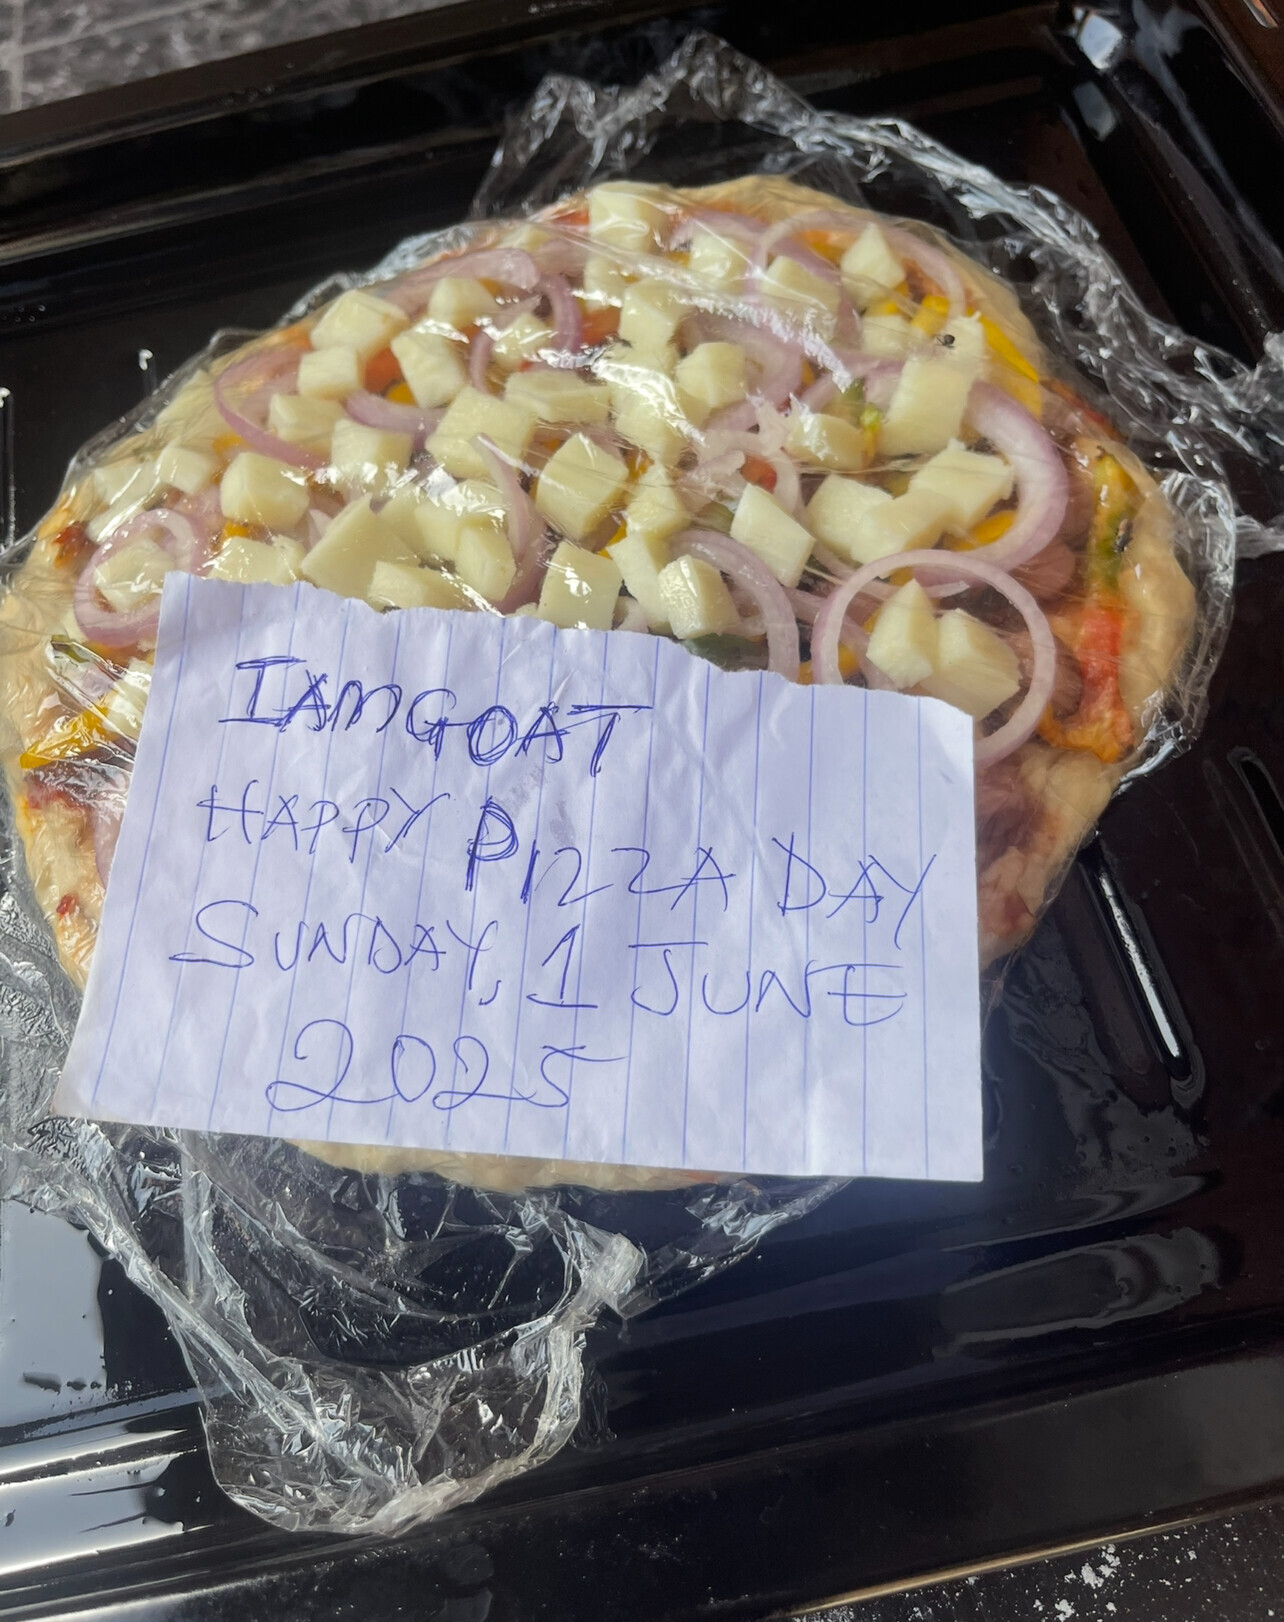 IAMGOAT
HAPPY PIZZA DAY
SUNDAY, 1 JUNE
2025